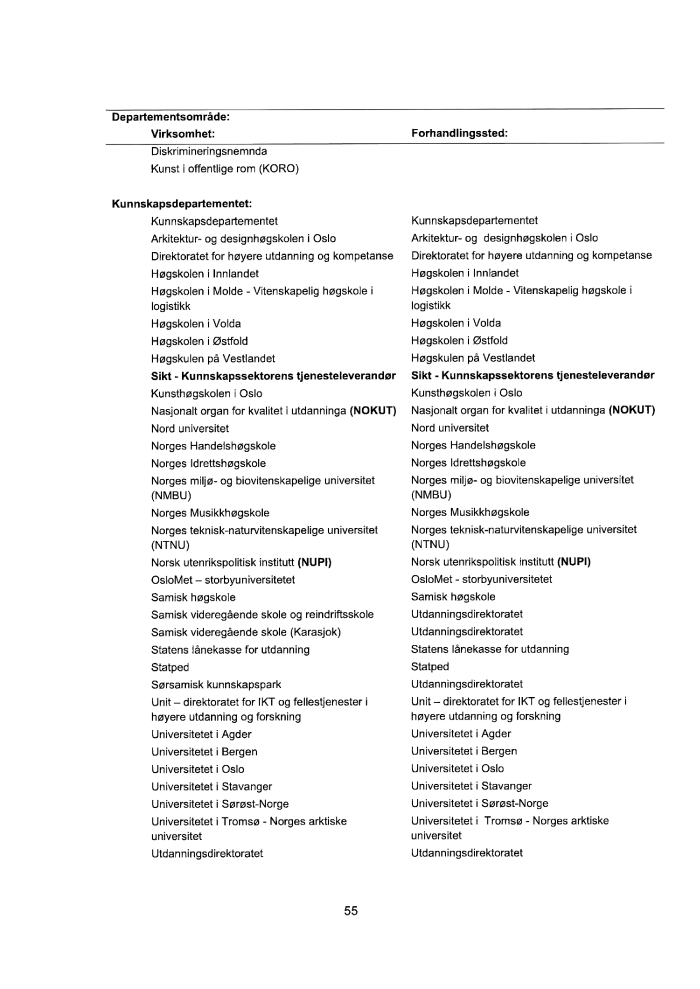 Departementsområde:
Virksomhet: Forhandlingssted:
Diskrimineringsnemnda
Kunst i offentlige rom (KORO)
Kunnskapsdepartementet:
Kunnskapsdepartementet Kunnskapsdepartementet
Arkitektur- og designhøgskolen i Oslo Arkitektur- og designhøgskolen i Oslo
Direktoratet for høyere utdanning og kompetanse Direktoratet for høyere utdanning og kompetanse
Høgskolen i Innlandet Høgskolen i Innlandet
Høgskolen i Molde - Vitenskapelig høgskole i Høgskolen i Molde - Vitenskapelig høgskole i
logistikk logistikk
Høgskolen i Volda Høgskolen i Volda
Høgskolen i Østfold Høgskolen i Østfold
Høgskulen på Vestlandet Høgskulen på Vestlandet
Sikt - Kunnskapssektorens tjenesteleverandør Sikt - Kunnskapssektorens tjenesteleverandør
Kunsthøgskolen i Oslo Kunsthøgskolen i Oslo
Nasjonalt organ for kvalitet i utdanninga (NOKUT) Nasjonalt organ for kvalitet i utdanninga (NOKUT)
Nord universitet Nord universitet
Norges Handelshøgskole Norges Handelshøgskole
Norges Idrettshøgskole Norges Idrettshøgskole
Norges miljø- og biovitenskapelige universitet Norges miljø- og biovitenskapelige universitet
(NMBU) (NMBU)
Norges Musikkhøgskole Norges Musikkhøgskole
Norges teknisk-naturvitenskapelige universitet Norges teknisk-naturvitenskapelige universitet
(NTNU) (NTNU)
Norsk utenrikspolitisk institutt (NUPI) Norsk utenrikspolitisk institutt (NUPI)
OsloMet – storbyuniversitetet OsloMet - storbyuniversitetet
Samisk høgskole Samisk høgskole
Samisk videregående skole og reindriftsskole Utdanningsdirektoratet
Samisk videregående skole (Karasjok) Utdanningsdirektoratet
Statens lånekasse for utdanning Statens lånekasse for utdanning
Statped Statped
Sørsamisk kunnskapspark Utdanningsdirektoratet
Unit – direktoratet for IKT og fellestjenester i Unit – direktoratet for IKT og fellestjenester i
høyere utdanning og forskning høyere utdanning og forskning
Universitetet i Agder Universitetet i Agder
Universitetet i Bergen Universitetet i Bergen
Universitetet i Oslo Universitetet i Oslo
Universitetet i Stavanger Universitetet i Stavanger
Universitetet i Sørøst-Norge Universitetet i Sørøst-Norge
Universitetet i Tromsø - Norges arktiske Universitetet i Tromsø - Norges arktiske
universitet universitet
Utdanningsdirektoratet Utdanningsdirektoratet
55